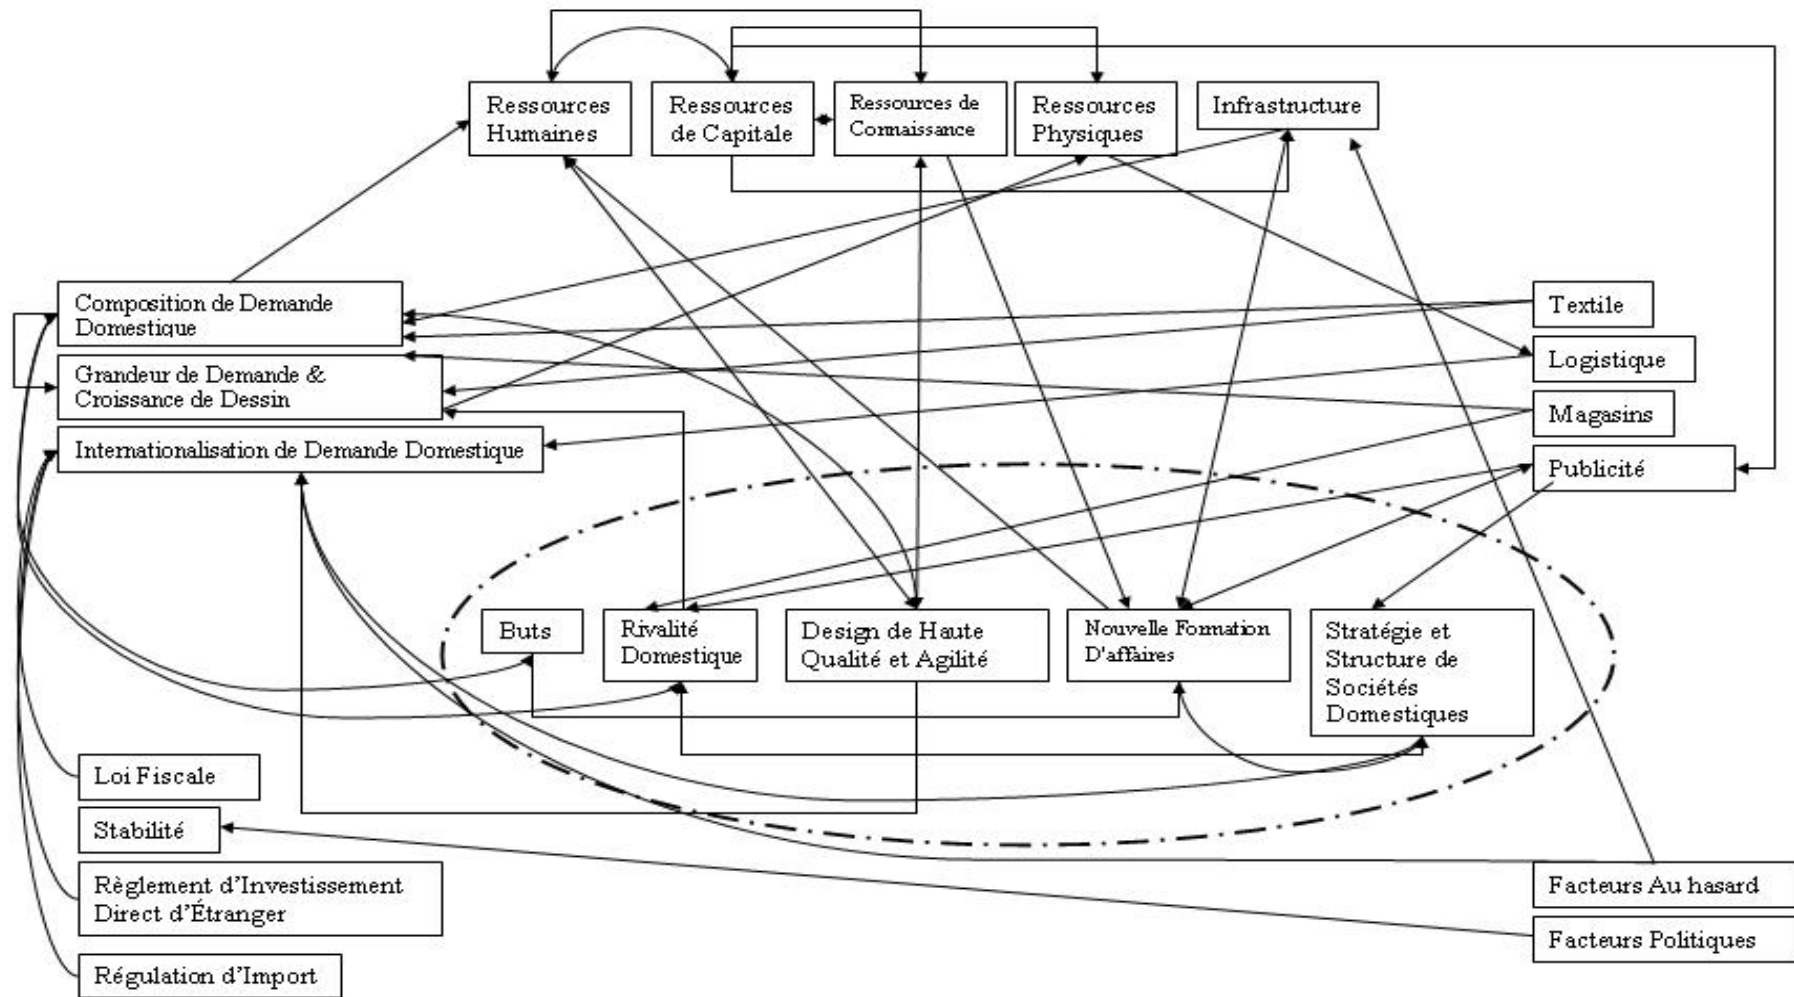 Ressources
Humaines
Ressources
de Capitale
Ressources de
Connaissance
Ressources
Physiques
Infrastructure
Composition de Demande
Domestique
Grandeur de Demande &
Croissance de Dessin
Internationalisation de Demande Domestique
Textile
Logistique
Magasins
Publicité
Buts
Rivalité
Domestique
Design de Haute
Qualité et Agilité
Nouvelle Formation
D'affaires
Stratégie et
Structure de
Sociétés
Domestiques
Loi Fiscale
Stabilité
Règlement d'Investissement
Direct d'Étranger
Régulation d'Import
Facteurs Au hasard
Facteurs Politiques